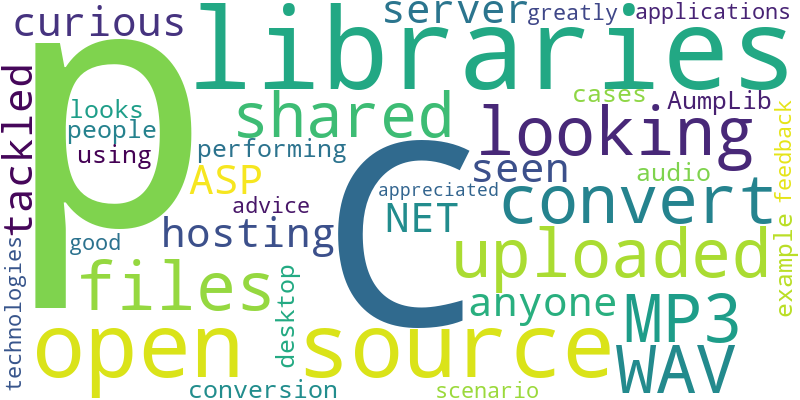 curious
server
greatly
applications
libraries
p
tackled
looks
people
using
shared
performing
ASP
advice
hosting
C
looking
cases
AumpLib
seen
audio
feedback
appreciated
NET
convert
good
technologies
files
desktop
uploaded
anyone
example
MP3
open source
WAV
conversion
scenario